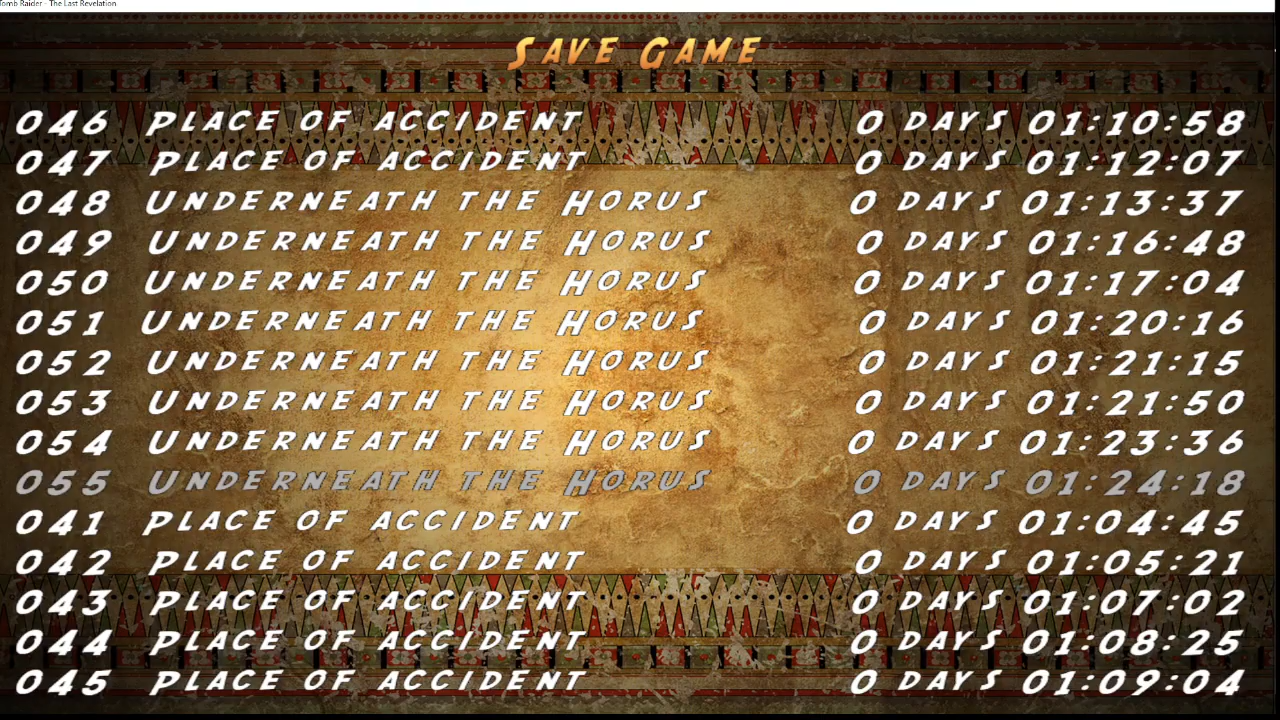 Tomb Raider - The Last Revelation
SAVE GAME
046 PLACE OF ACCIDENT 0 DAYS 01:10:58
047 PLACE OF ACCIDENT 0 DAYS 01:12:07
048 UNDERNEATH THE HORUS 0 DAYS 01:13:37
049 UNDERNEATH THE HORUS 0 DAYS 01:16:48
050 UNDERNEATH THE HORUS 0 DAYS 01:17:04
051 UNDERNEATH THE HORUS 0 DAYS 01:20:16
052 UNDERNEATH THE HORUS 0 DAYS 01:21:15
053 UNDERNEATH THE HORUS 0 DAYS 01:21:50
054 UNDERNEATH THE HORUS 0 DAYS 01:23:36
055 UNDERNEATH THE HORUS 0 DAYS 01:24:18
041 PLACE OF ACCIDENT 0 DAYS 01:04:45
042 PLACE OF ACCIDENT 0 DAYS 01:05:21
043 PLACE OF ACCIDENT 0 DAYS 01:07:02
044 PLACE OF ACCIDENT 0 DAYS 01:08:25
045 PLACE OF ACCIDENT 0 DAYS 01:09:04